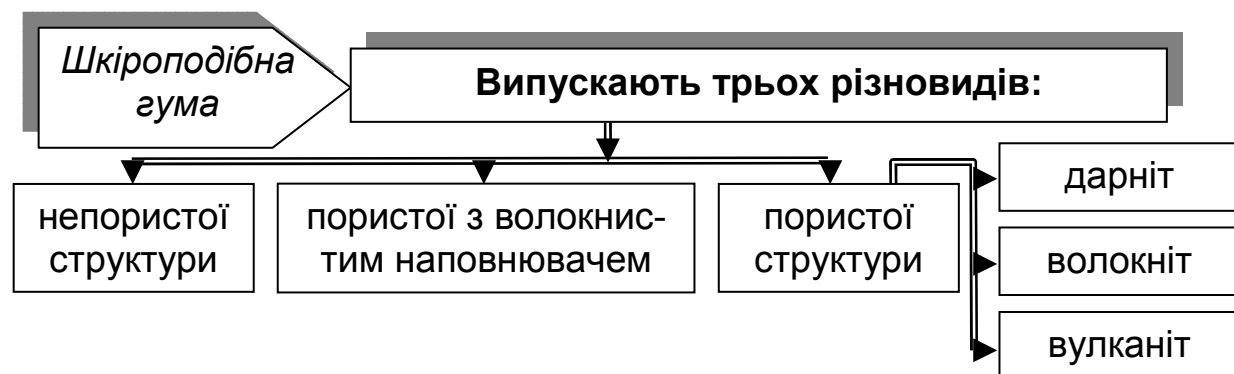 Шкіроподібна
гума
Випускають трьох різновидів:
непористої
структури
пористої з волокнис-
тим наповнювачем
пористої
структури
дарніт
волокніт
вулканіт